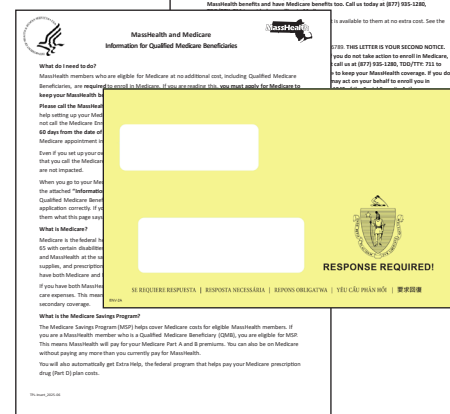 MassHealth benefits and have Medicare benefits too. Call us today at (877) 935-1280,
is available to them at no extra cost. See the
6789. THIS LETTER IS YOUR SECOND NOTICE.
you do not take action to enroll in Medicare,
call us at (877) 935-1280, TDD/TTY: 711 to
to keep your MassHealth coverage. If you do
may act on your behalf to enroll you in
MassHealth
MassHealth and Medicare
Information for Qualified Medicare Beneficiaries
What do I need to do?
MassHealth members who are eligible for Medicare at no additional cost, including Qualified Medicare
Beneficiaries, are required to enroll in Medicare. If you are reading this, you must apply for Medicare to
keep your MassHealth be
Please call the MassHeal
help setting up your Med
not call the Medicare Enr
60 days from the date of
Medicare appointment in
Even if you set up your ow
that you call the Medicare
are not impacted.
When you go to your Med
the attached "Informatio
Qualified Medicare Benef
application correctly. If yo
them what this page says
What is Medicare?
Medicare is the federal h
65 with certain disabilitie
and MassHealth at the sa
supplies, and prescription
have both Medicare and
If you have both MassHea
care expenses. This mean
secondary coverage.
What is the Medicare Savings Program?
The Medicare Savings Program (MSP) helps cover Medicare costs for eligible MassHealth members. If
you are a MassHealth member who is a Qualified Medicare Beneficiary (QMB), you are eligible for MSP.
This means MassHealth will pay for your Medicare Part A and B premiums. You can also be on Medicare
without paying any more than you currently pay for MassHealth.
You will also automatically get Extra Help, the federal program that helps pay your Medicare prescription
drug (Part D) plan costs.
RESPONSE REQUIRED!
SE REQUIERE RESPUESTA | RESPOSTA NECESSÁRIA | REPONS OBLIGATWA | YÊU CẦU PHẢN HỒI | 要求回復